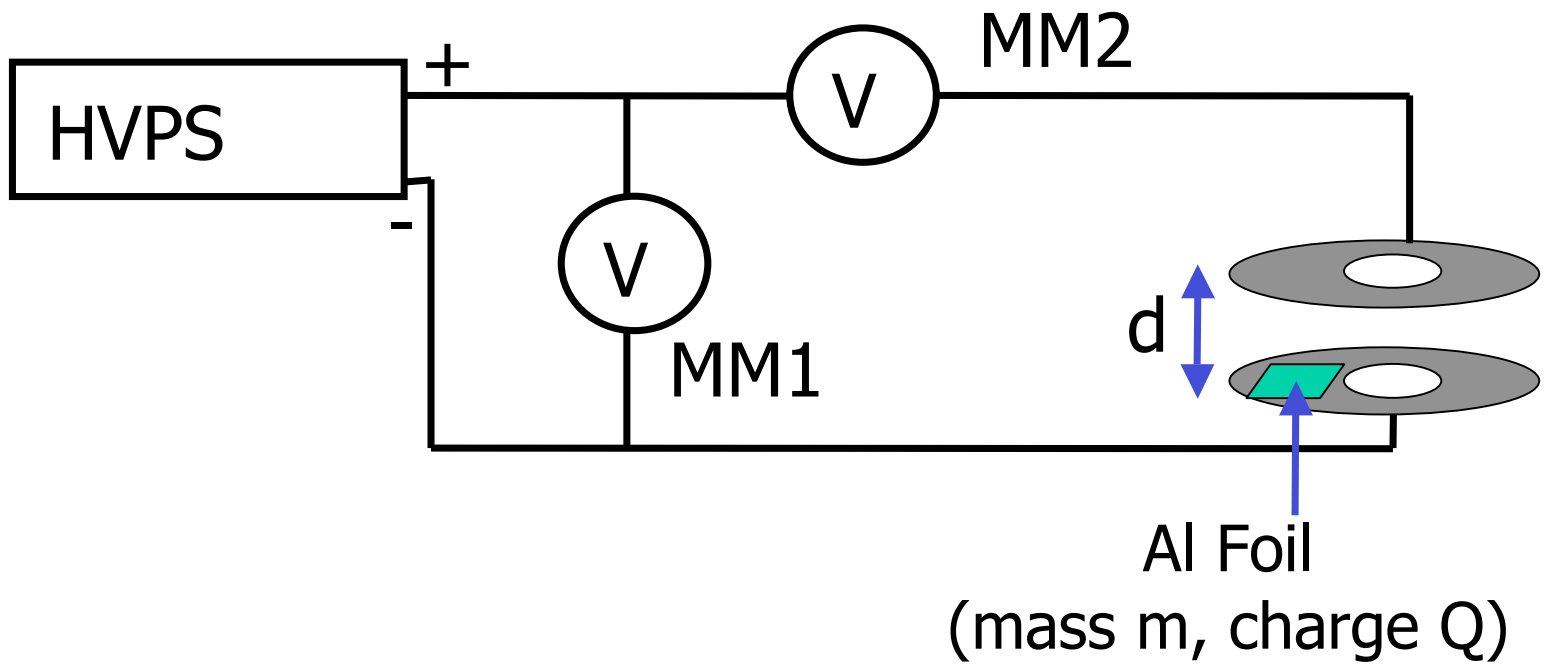 MM2
+
V
HVPS
-
V
MM1
d
Al Foil
(mass m, charge Q)